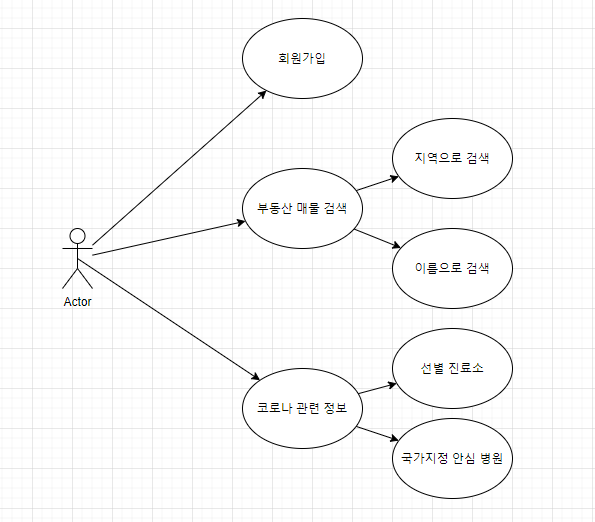 회원가입
지역으로 검색
부동산 매물 검색
이름으로 검색
Actor
선별 진료소
코로나 관련 정보
국가지정 안심 병원